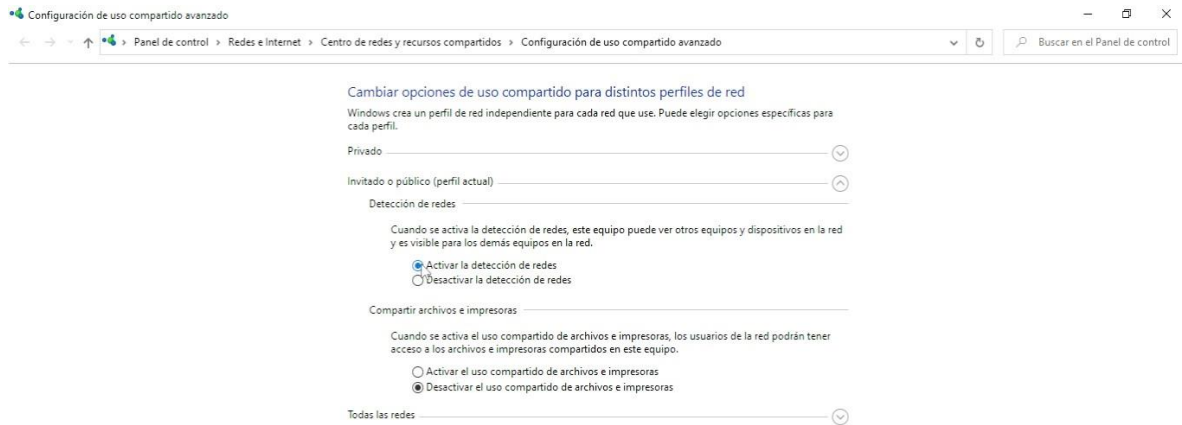 Configuración de uso compartido avanzado
Panel de control > Redes e Internet > Centro de redes y recursos compartidos > Configuración de uso compartido avanzado
Buscar en el Panel de control
Cambiar opciones de uso compartido para distintos perfiles de red
Windows crea un perfil de red independiente para cada red que use. Puede elegir opciones específicas para
cada perfil.
Privado
Invitado o público (perfil actual)
Detección de redes
Cuando se activa la detección de redes, este equipo puede ver otros equipos y dispositivos en la red
y es visible para los demás equipos en la red.
Activar la detección de redes
Desactivar la detección de redes
Compartir archivos e impresoras
Cuando se activa el uso compartido de archivos e impresoras, los usuarios de la red podrán tener
acceso a los archivos e impresoras compartidos en este equipo.
Activar el uso compartido de archivos e impresoras
Desactivar el uso compartido de archivos e impresoras
Todas las redes